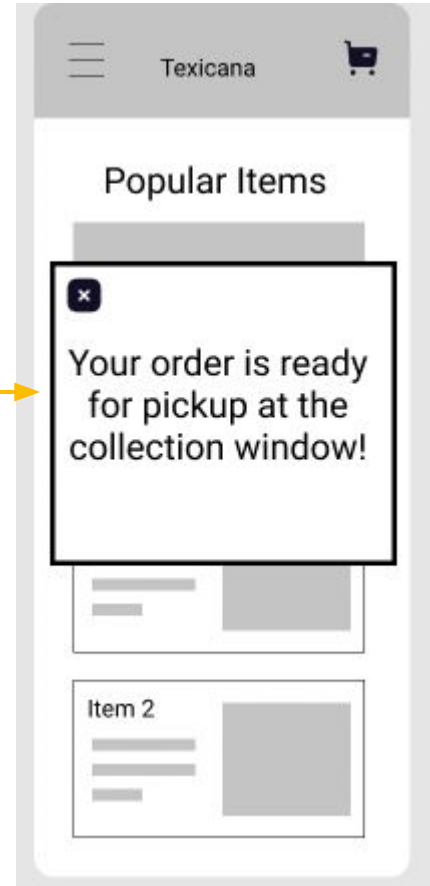 Texicana
Popular Items
Your order is ready
for pickup at the
collection window!
Item 2